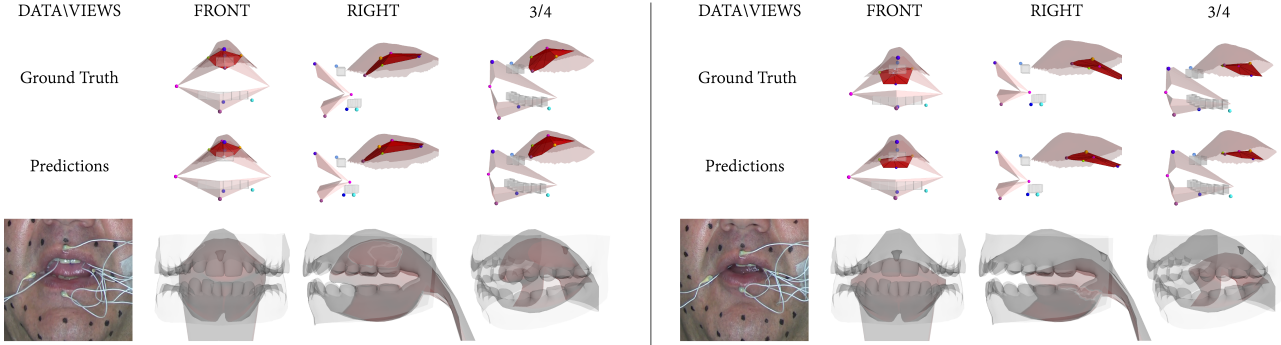 DATA\VIEWS FRONT RIGHT 3/4
Ground Truth
Predictions
DATA\VIEWS FRONT RIGHT 3/4
Ground Truth
Predictions